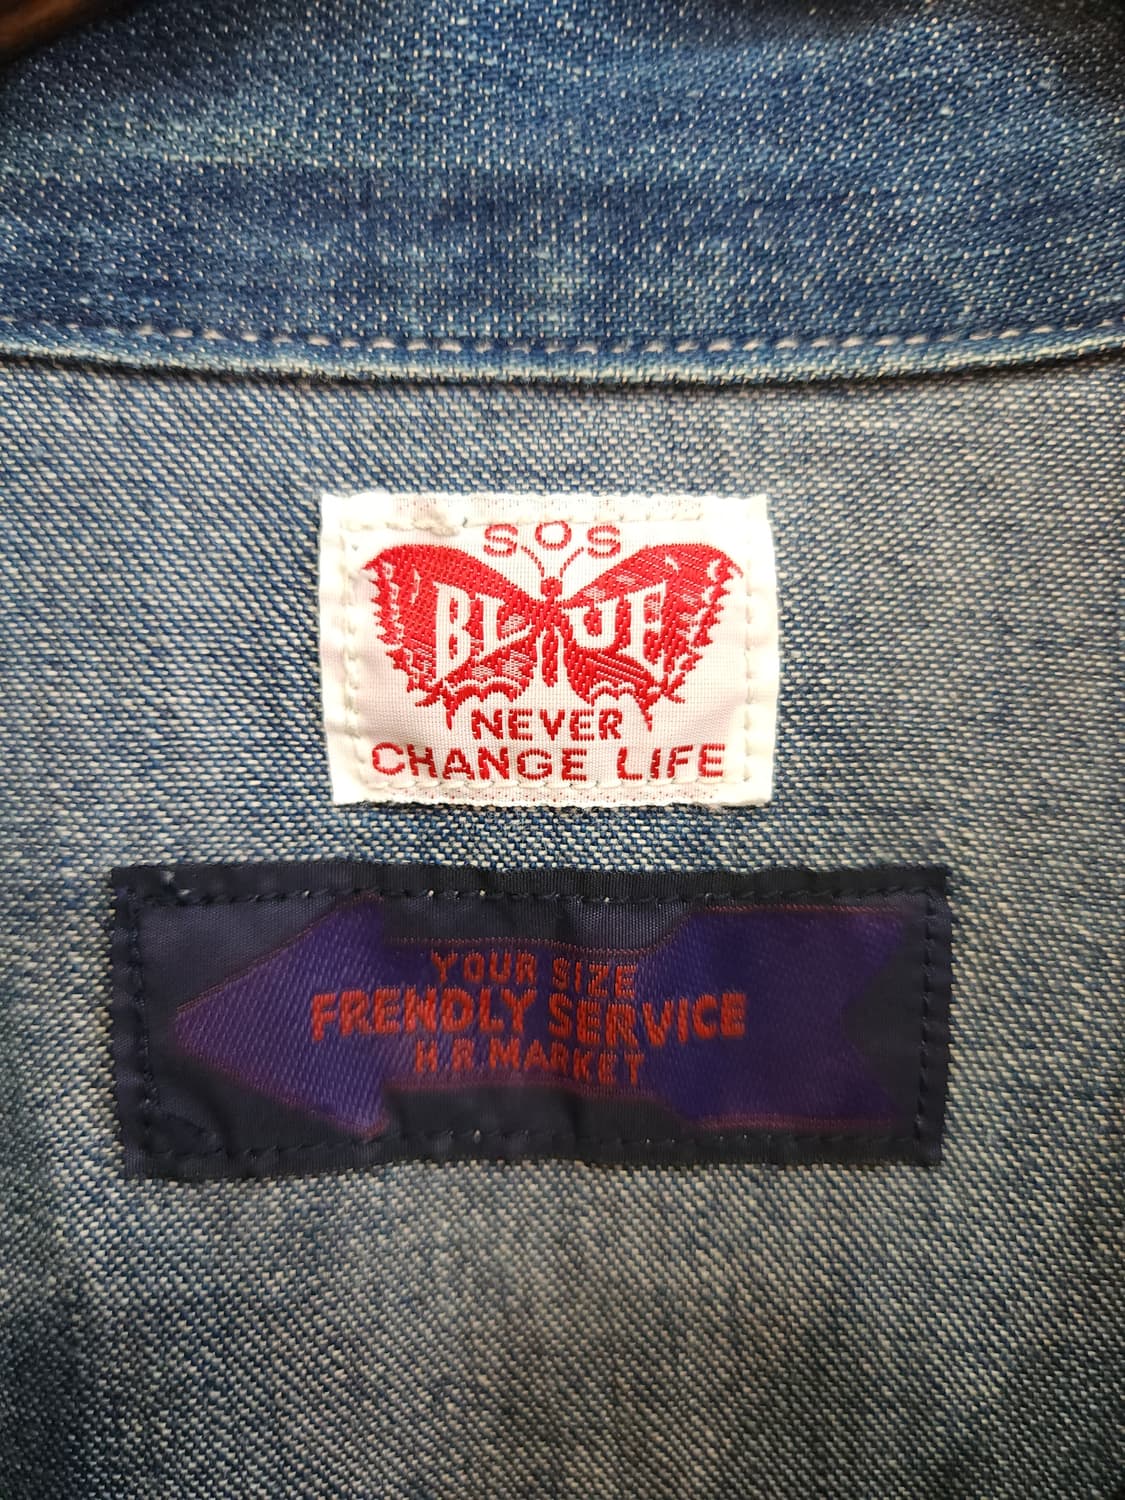 SOS
BLUE
NEVER
CHANGE LIFE
YOUR SIZE
FRENDLY SERVICE
H.R.MARKET